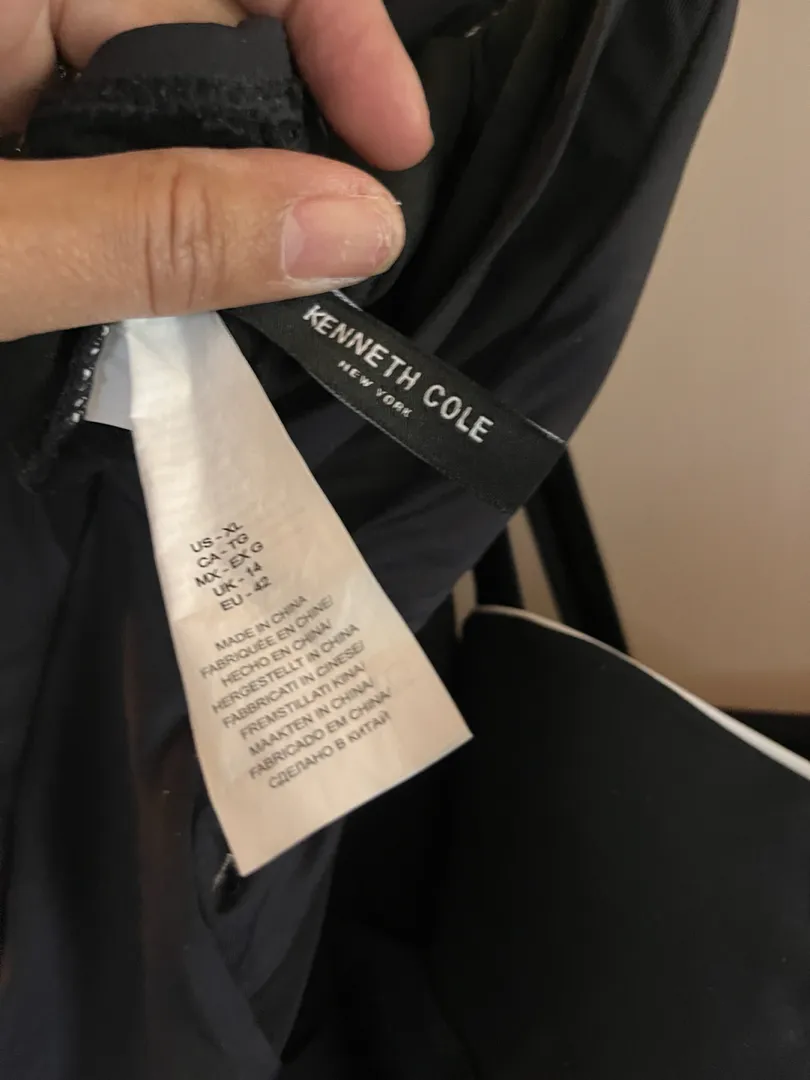 KENNETH COLE
NEW YORK
US - XL
CA - TG
MX - EX G
UK - 14
EU - 42
MADE IN CHINA
FABRIQUÉE EN CHINE/
HECHO EN CHINA/
HERGESTELLT IN CHINA
FABBRICATI IN CINESE/
FREMSTILLATI KINA/
MAAKTEN IN CHINA/
FABRICADO EM CHINA/
СДЕЛАНО В КИТАЙ